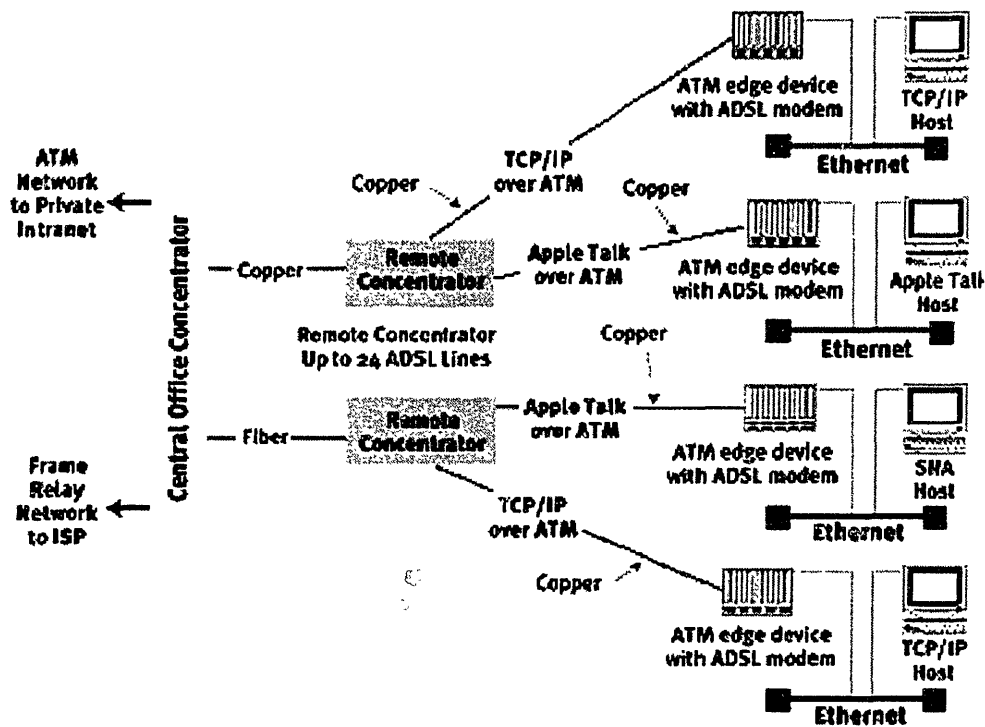 ATM
Network
to Private
Intranet
Frame
Relay
Network
to ISP
Central Office Concentrator
Copper
Fiber
Remote
Concentrator
Remote Concentrator
Up to 24 ADSL lines
Remote
Concentrator
Copper
TCP/IP
over ATM
Copper
Apple Talk
over ATM
Copper
Apple Talk
over ATM
TCP/IP
over ATM
Copper
ATM edge device
with ADSL modem
TCP/IP
Host
Ethernet
ATM edge device
with ADSL modem
Apple Talk
Host
Ethernet
ATM edge device
with ADSL modem
SNA
Host
Ethernet
ATM edge device
with ADSL modem
TCP/IP
Host
Ethernet